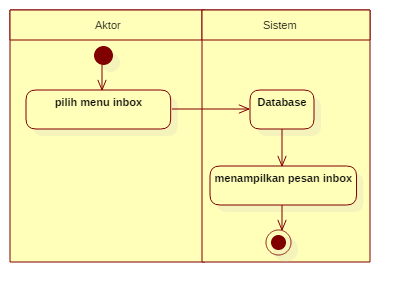 Aktor
Sistem
pilih menu inbox
Database
menampilkan pesan inbox